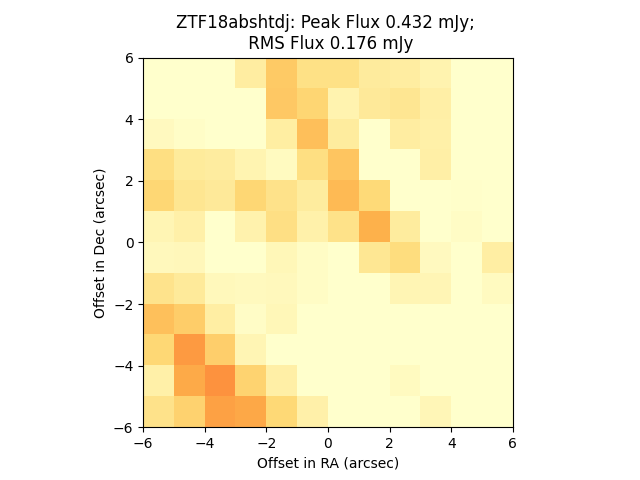 ZTF18abshtdj: Peak Flux 0.432 mJy;
RMS Flux 0.176 mJy
6
4
2
0
−2
−4
−6
Offset in Dec (arcsec)
−6 −4 −2 0 2 4 6
Offset in RA (arcsec)